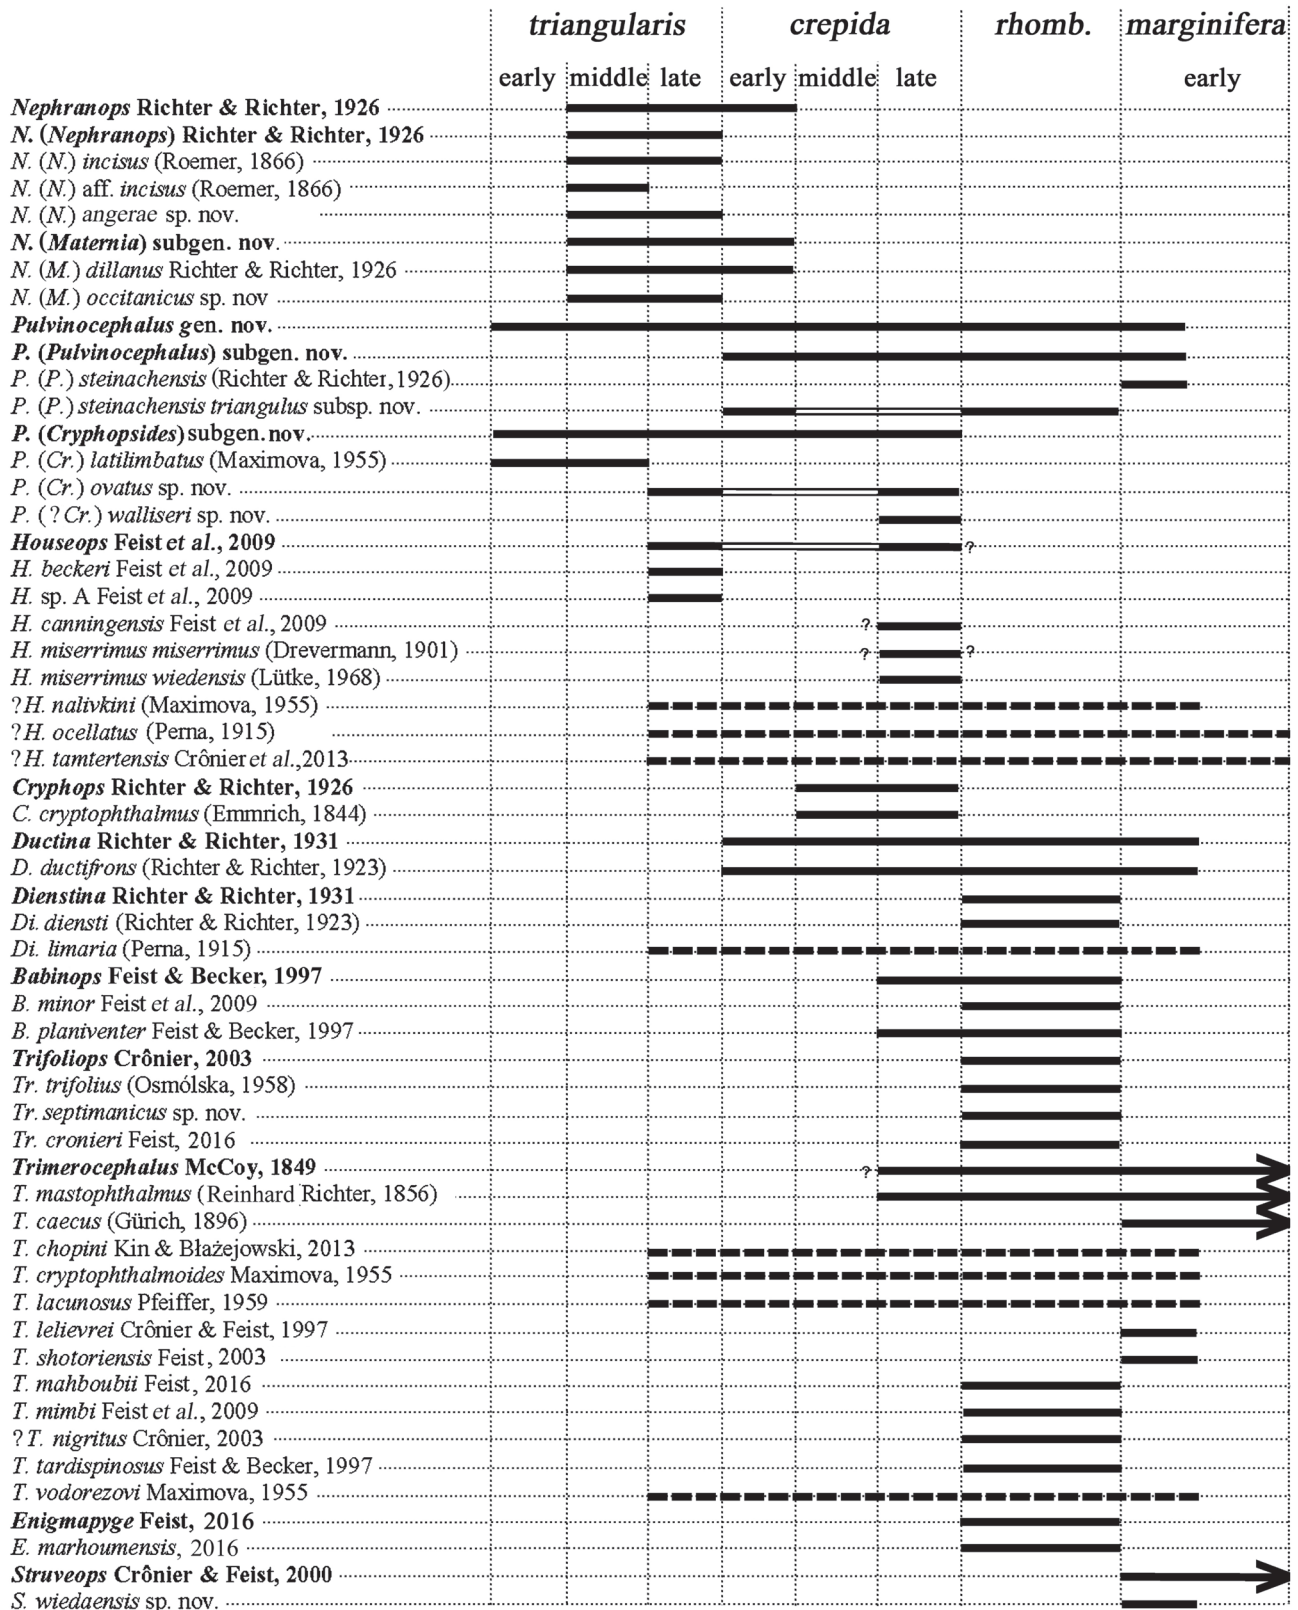 triangularis crepida rhomb. marginifera
early middle late early middle late early
Nephranops Richter & Richter, 1926
N. (Nephranops) Richter & Richter, 1926
N. (N.) incisus (Roemer, 1866)
N. (N.) aff. incisus (Roemer, 1866)
N. (N.) angerae sp. nov.
N. (Maternia) subgen. nov.
N. (M.) dillanus Richter & Richter, 1926
N. (M.) occitanicus sp. nov
Pulvinocephalus gen. nov.
P. (Pulvinocephalus) subgen. nov.
P. (P.) steinachensis (Richter & Richter, 1926)
P. (P.) steinachensis triangulus subsp. nov.
P. (Cryphopsides) subgen. nov.
P. (Cr.) latilimbatus (Maximova, 1955)
P. (Cr.) ovatus sp. nov.
P. (?Cr.) walliseri sp. nov.
Houseops Feist et al., 2009 ?
H. beckeri Feist et al., 2009
H. sp. A Feist et al., 2009
H. canningensis Feist et al., 2009 ?
H. miserrimus miserrimus (Drevermann, 1901) ? ?
H. miserrimus wiedensis (Lütke, 1968)
?H. nalivkini (Maximova, 1955)
?H. ocellatus (Perna, 1915)
?H. tamtertensis Crônier et al., 2013
Cryphops Richter & Richter, 1926
C. cryptophthalmus (Emmrich, 1844)
Ductina Richter & Richter, 1931
D. ductifrons (Richter & Richter, 1923)
Dienstina Richter & Richter, 1931
Di. diensti (Richter & Richter, 1923)
Di. limaria (Perna, 1915)
Babinops Feist & Becker, 1997
B. minor Feist et al., 2009
B. planiventer Feist & Becker, 1997
Trifoliops Crônier, 2003
Tr. trifolius (Osmólska, 1958)
Tr. septimanicus sp. nov.
Tr. cronieri Feist, 2016
Trimerocephalus McCoy, 1849 ?
T. mastophthalmus (Reinhard Richter, 1856)
T. caecus (Gürich, 1896)
T. chopini Kin & Błażejowski, 2013
T. cryptophthalmoides Maximova, 1955
T. lacunosus Pfeiffer, 1959
T. lelievrei Crônier & Feist, 1997
T. shotoriensis Feist, 2003
T. mahboubii Feist, 2016
T. mimbi Feist et al., 2009
?T. nigritus Crônier, 2003
T. tardispinosus Feist & Becker, 1997
T. vodorezovi Maximova, 1955
Enigmapyge Feist, 2016
E. marhoumensis, 2016
Struveops Crônier & Feist, 2000
S. wiedaensis sp. nov.